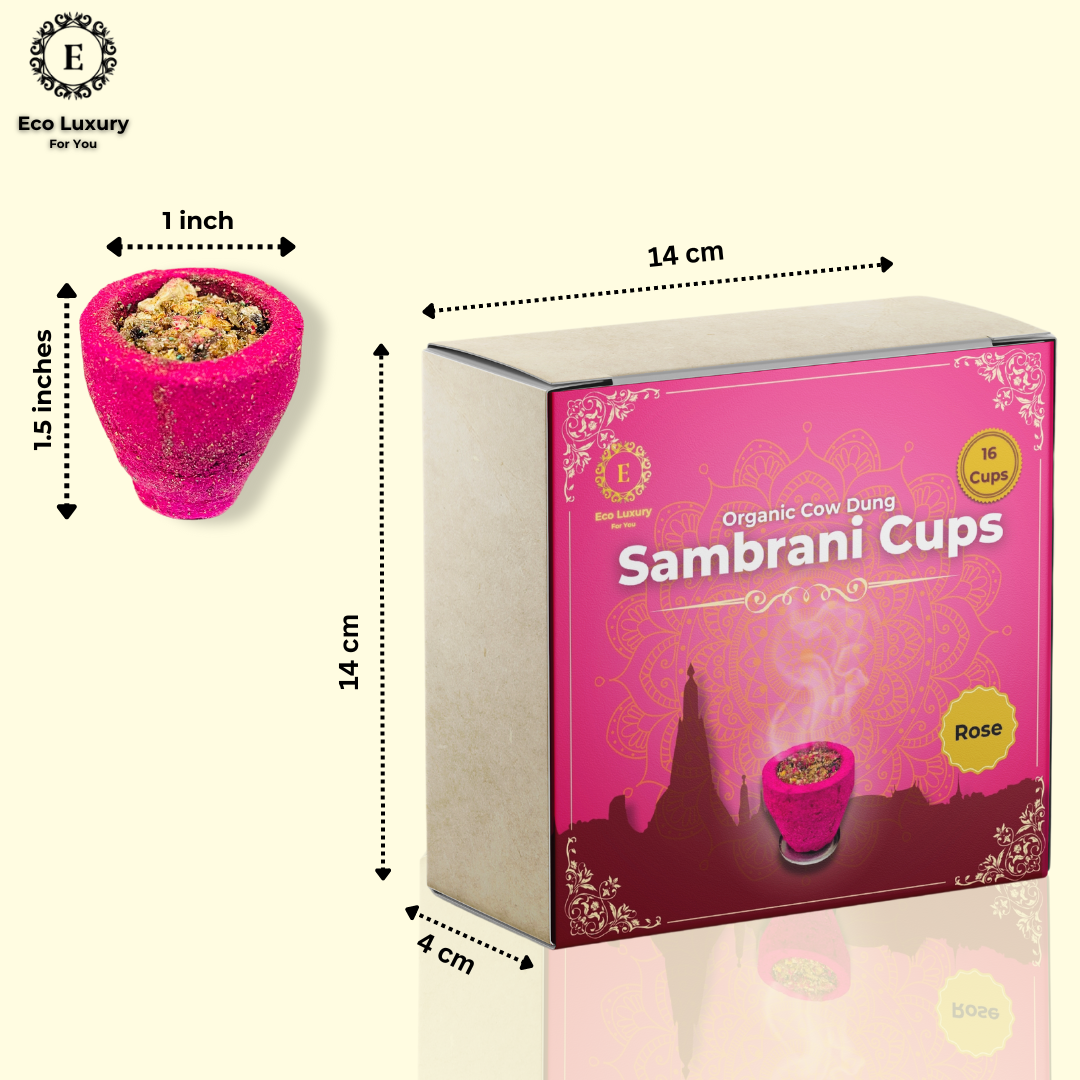 E
Eco Luxury
For You
1 inch
1.5 inches
14 cm
14 cm
4 cm
E
Eco Luxury
For You
16
Cups
Organic Cow Dung
Sambrani Cups
Rose
Rose